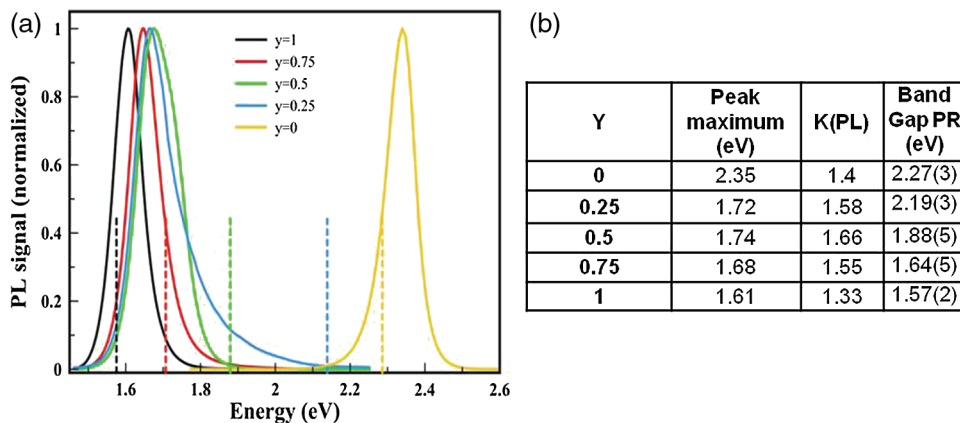 (a)
PL signal (normalized)
1
0.8
0.6
0.4
0.2
0
y=1
y=0.75
y=0.5
y=0.25
y=0
1.6 1.8 2 2.2 2.4 2.6
Energy (eV)
(b)
Y Peak maximum (eV) K(PL) Band Gap PR (eV)
0 2.35 1.4 2.27(3)
0.25 1.72 1.58 2.19(3)
0.5 1.74 1.66 1.88(5)
0.75 1.68 1.55 1.64(5)
1 1.61 1.33 1.57(2)